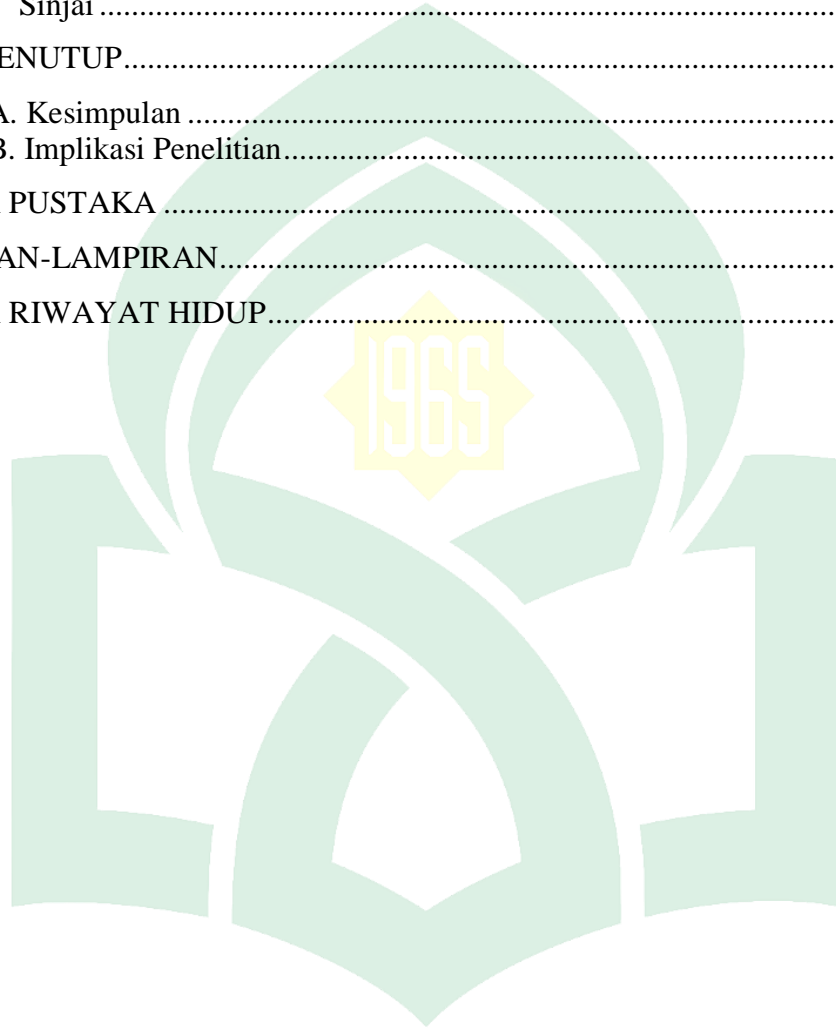 Sinjai ....................................................................................................
ENUTUP....................................................................................................
A. Kesimpulan ....................................................................................................
B. Implikasi Penelitian....................................................................................................
PUSTAKA ....................................................................................................
AN-LAMPIRAN....................................................................................................
RIWAYAT HIDUP....................................................................................................
1965